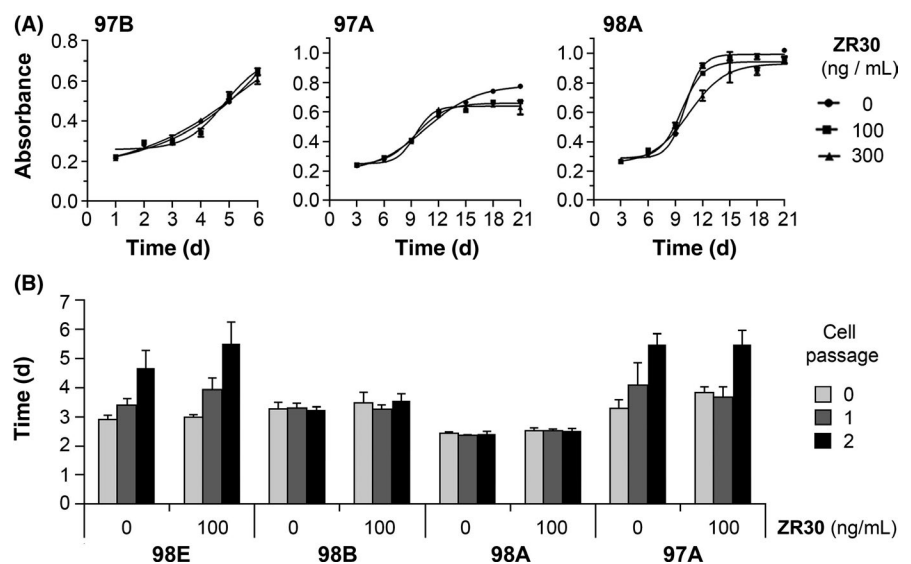 (A)
97B
97A
98A
ZR30
(ng / mL)
0
100
300
Absorbance
0.8
0.6
0.4
0.2
0.0
0 1 2 3 4 5 6
Time (d)
1.0
0.8
0.6
0.4
0.2
0.0
0 3 6 9 12 15 18 21
Time (d)
1.0
0.8
0.6
0.4
0.2
0.0
0 3 6 9 12 15 18 21
Time (d)
(B)
Time (d)
7
6
5
4
3
2
1
0
Cell
passage
0
1
2
0 100 0 100 0 100 0 100 ZR30 (ng/mL)
98E 98B 98A 97A